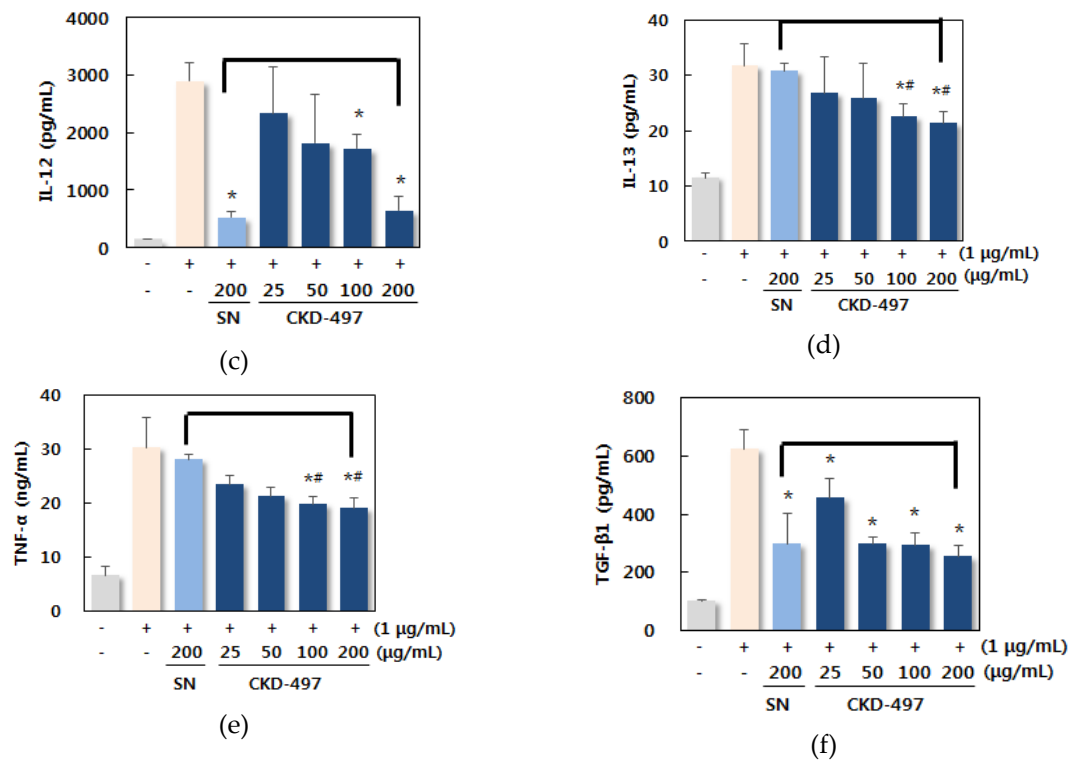 4000
3000
2000
1000
0
IL-12 (pg/mL)
*
*
*
- + + + + + +
- - 200 25 50 100 200
SN CKD-497
(c)
40
30
20
10
0
IL-13 (pg/mL)
*#
*#
- + + + + + + (1 μg/mL)
- - 200 25 50 100 200 (μg/mL)
SN CKD-497
(d)
40
30
20
10
0
TNF-α (ng/mL)
*#
*#
- + + + + + + (1 μg/mL)
- - 200 25 50 100 200 (μg/mL)
SN CKD-497
(e)
800
600
400
200
0
TGF-β1 (pg/mL)
*
*
*
*
*
- + + + + + + (1 μg/mL)
- - 200 25 50 100 200 (μg/mL)
SN CKD-497
(f)